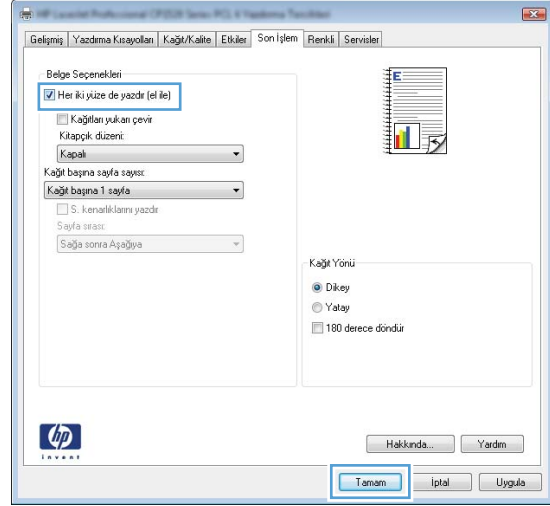 Gelişmiş Yazdırma Kısayolları Kağıt/Kalite Etkiler Son İşlem Renkli Servisler
Belge Seçenekleri
Her iki yüze de yazdır (el ile)
Kağıtları yukarı çevir
Kitapçık düzeni:
Kapalı
Kağıt başına sayfa sayısı:
Kağıt başına 1 sayfa
S. kenarlıklarını yazdır
Sayfa sırası:
Sağa sonra Aşağıya
E
Kağıt Yönü
Dikey
Yatay
180 derece döndür
hp
invent
Hakkında... Yardım
Tamam İptal Uygula